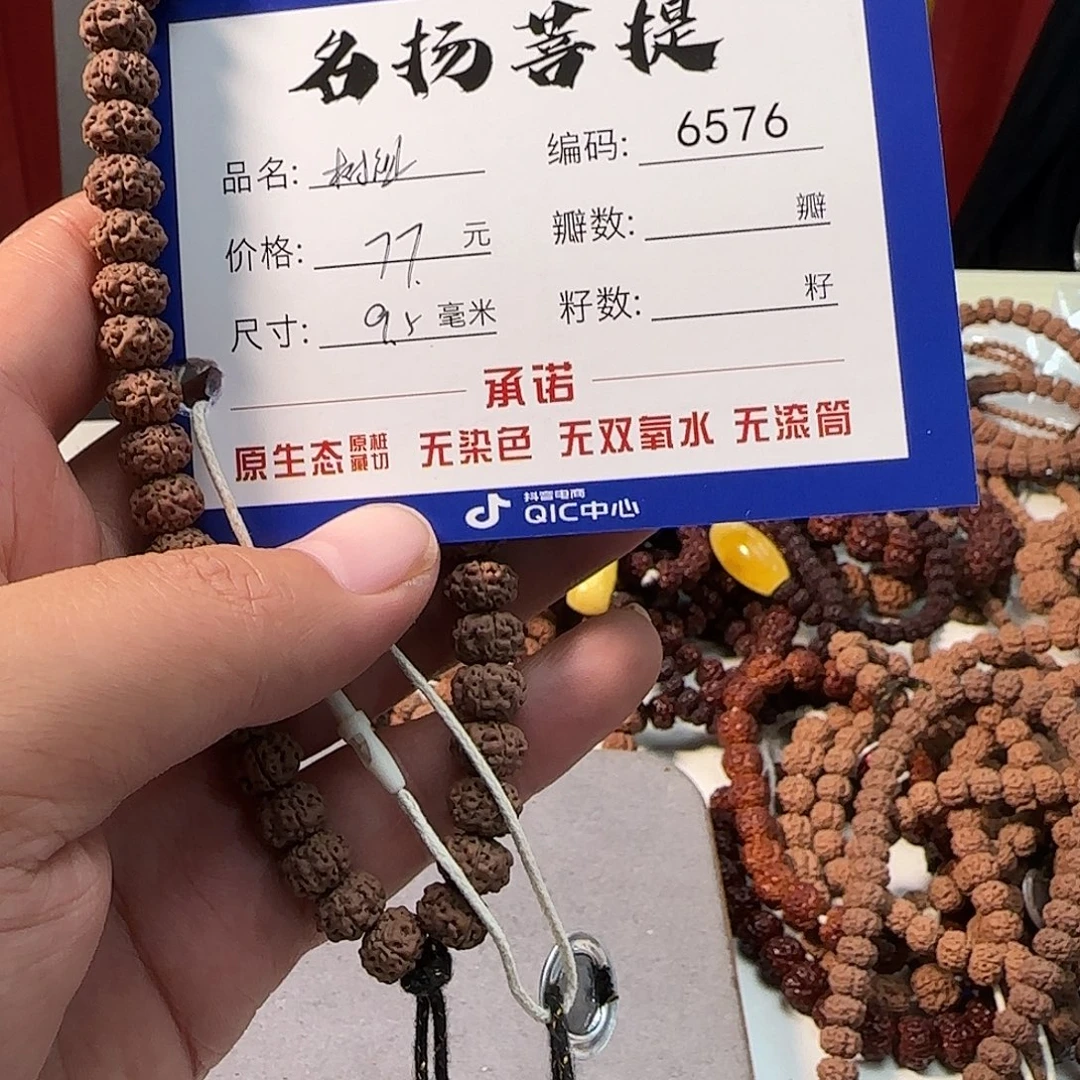 名扬菩提
品名: 树纹
编码: 6576
价格: 77. 元
瓣数: 瓣
尺寸: 9.5 毫米
籽数: 籽
承诺
原生态原桩藏切 无染色 无双氧水 无滚筒
抖音电商
QIC中心